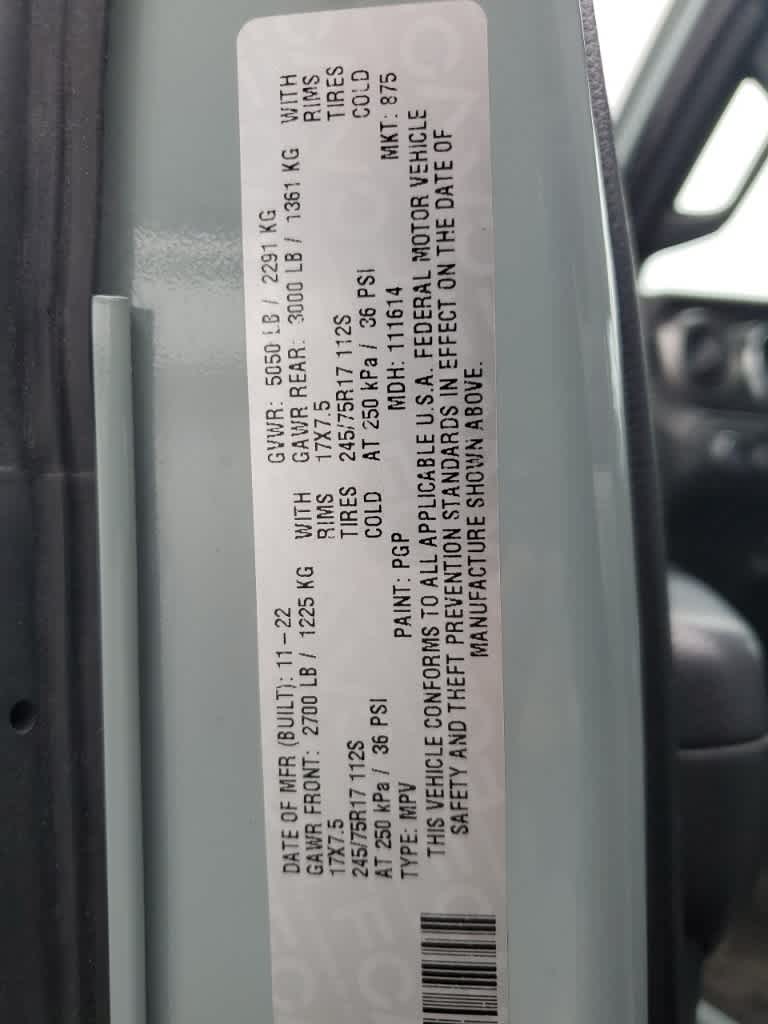 DATE OF MFR (BUILT): 11-22 GVWR: 5050 LB / 2291 KG
GAWR FRONT: 2700 LB / 1225 KG WITH GAWR REAR: 3000 LB / 1361 KG WITH
17X7.5 RIMS 17X7.5 RIMS
245/75R17 112S TIRES 245/75R17 112S TIRES
AT 250 kPa / 36 PSI COLD AT 250 kPa / 36 PSI COLD
TYPE: MPV PAINT: PGP MDH: 111614 MKT: 875
THIS VEHICLE CONFORMS TO ALL APPLICABLE U.S.A. FEDERAL MOTOR VEHICLE
SAFETY AND THEFT PREVENTION STANDARDS IN EFFECT ON THE DATE OF
MANUFACTURE SHOWN ABOVE.